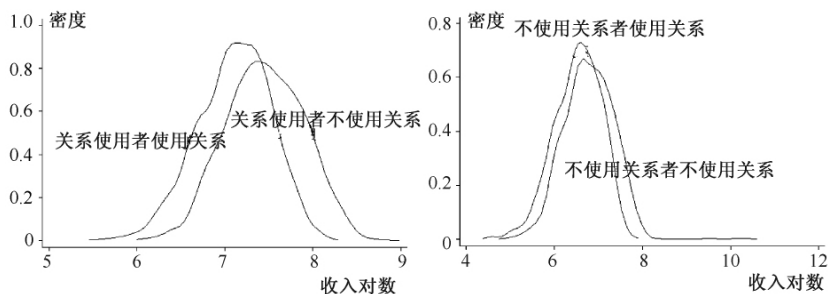 1.0 密度
0.8
0.6
关系使用者不使用关系
关系使用者使用关系
0.4
0.2
0
5 6 7 8 9
收入对数
0.8
密度 不使用关系者使用关系
0.6
0.4
不使用关系者不使用关系
0.2
0
4 6 8 10 12
收入对数